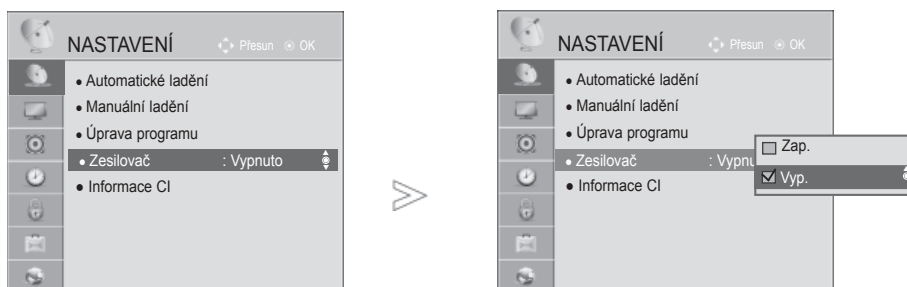 NASTAVENÍ Přesun OK
• Automatické ladění
• Manuální ladění
• Úprava programu
• Zesilovač : Vypnuto
• Informace CI
NASTAVENÍ Přesun OK
• Automatické ladění
• Manuální ladění
• Úprava programu
• Zesilovač : Vypnu
• Informace CI
Zap.
Vyp.